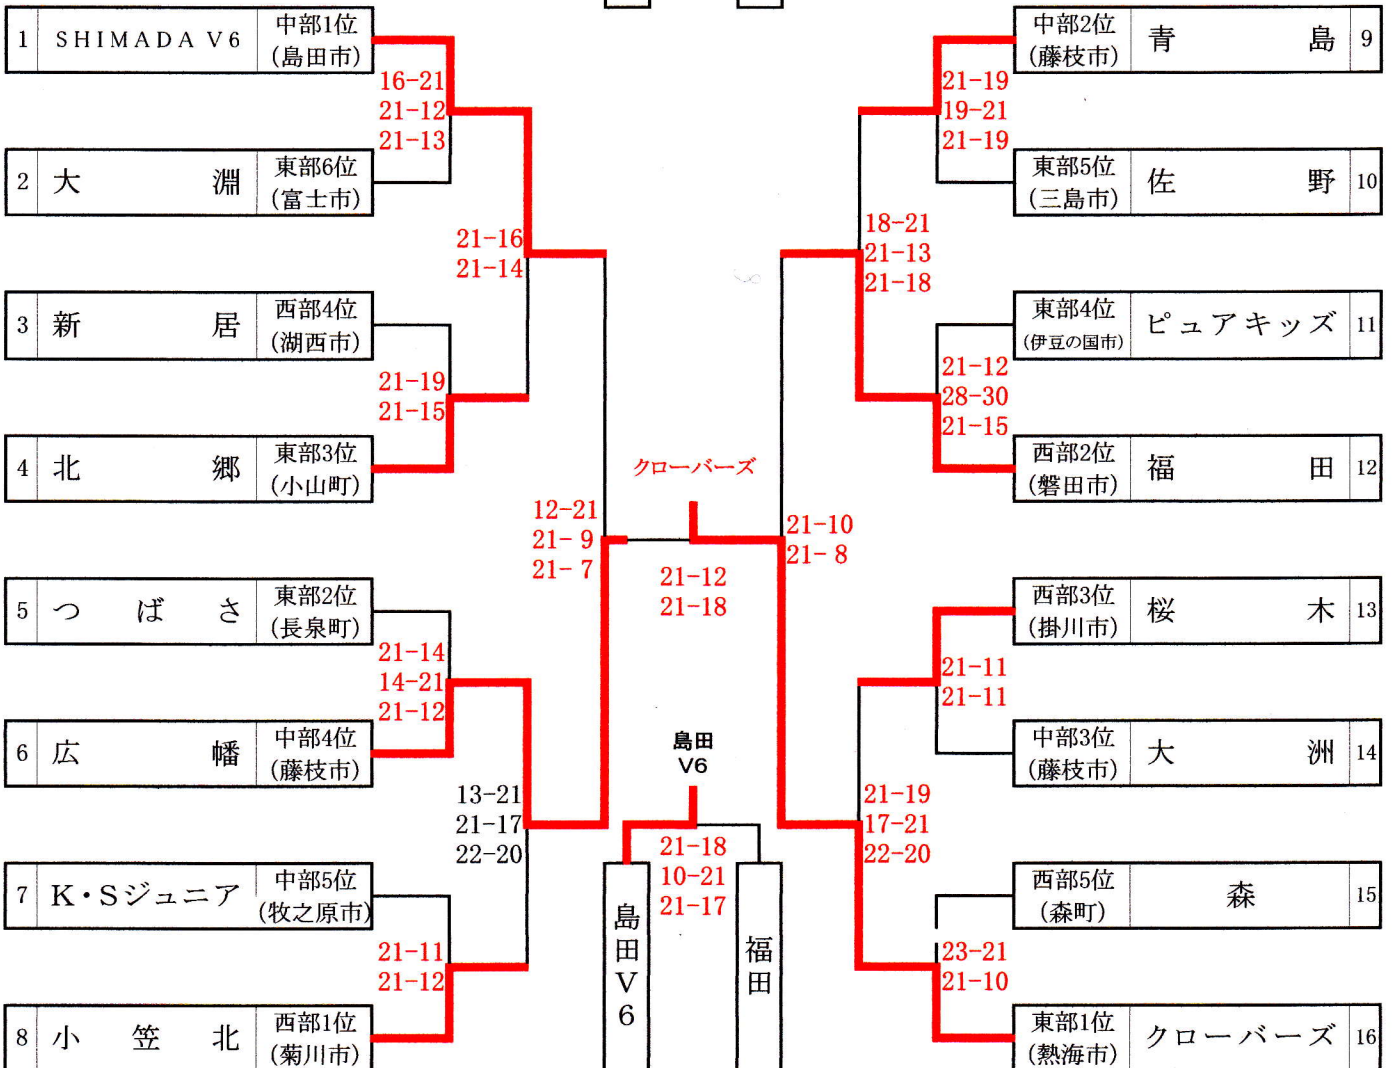 1 SHIMADA V6 中部1位
(島田市)
16-21
21-12
21-13
2 大淵 東部6位
(富士市)
21-16
21-14
3 新居 西部4位
(湖西市)
21-19
21-15
4 北郷 東部3位
(小山町)
12-21
21- 9
21- 7
5 つばさ 東部2位
(長泉町)
21-14
14-21
21-12
6 広幡 中部4位
(藤枝市)
13-21
21-17
22-20
7 K・Sジュニア 中部5位
(牧之原市)
21-11
21-12
8 小笠北 西部1位
(菊川市)
クローバーズ
21-12
21-18
島田
V6
21-18
10-21
21-17
島田V6
福田
中部2位 青島 9
(藤枝市)
21-19
19-21
21-19
東部5位 佐野 10
(三島市)
18-21
21-13
21-18
東部4位 ピュアキッズ 11
(伊豆の国市)
21-12
28-30
21-15
西部2位 福田 12
(磐田市)
21-10
21- 8
西部3位 桜木 13
(掛川市)
21-11
21-11
中部3位 大洲 14
(藤枝市)
21-19
17-21
22-20
西部5位 森 15
(森町)
23-21
21-10
東部1位 クローバーズ 16
(熱海市)